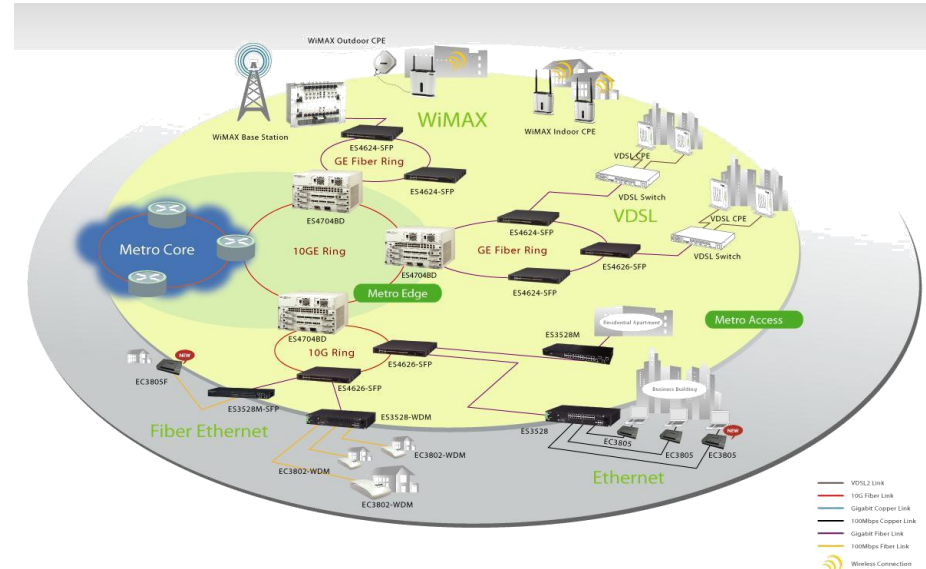 WiMAX Outdoor CPE
WiMAX Base Station
WiMAX
WiMAX Indoor CPE
ES4624-SFP
GE Fiber Ring
ES4624-SFP
VDSL CPE
VDSL Switch
ES4704BD
VDSL
VDSL CPE
VDSL Switch
ES4624-SFP
Metro Core
10GE Ring
GE Fiber Ring
ES4626-SFP
ES4704BD
ES4624-SFP
Metro Edge
Metro Access
Residential Apartment
ES3528M
ES4704BD
10G Ring
ES4626-SFP
NEW
EC3805F
ES4626-SFP
ES3528M-SFP
Business Building
Fiber Ethernet
ES3528-WDM
ES3528
EC3805
EC3805
NEW
EC3805
EC3802-WDM
EC3802-WDM
Ethernet
VDSL2 Link
10G Fiber Link
Gigabit Copper Link
100Mbps Copper Link
Gigabit Fiber Link
100Mbps Fiber Link
Wireless Connection